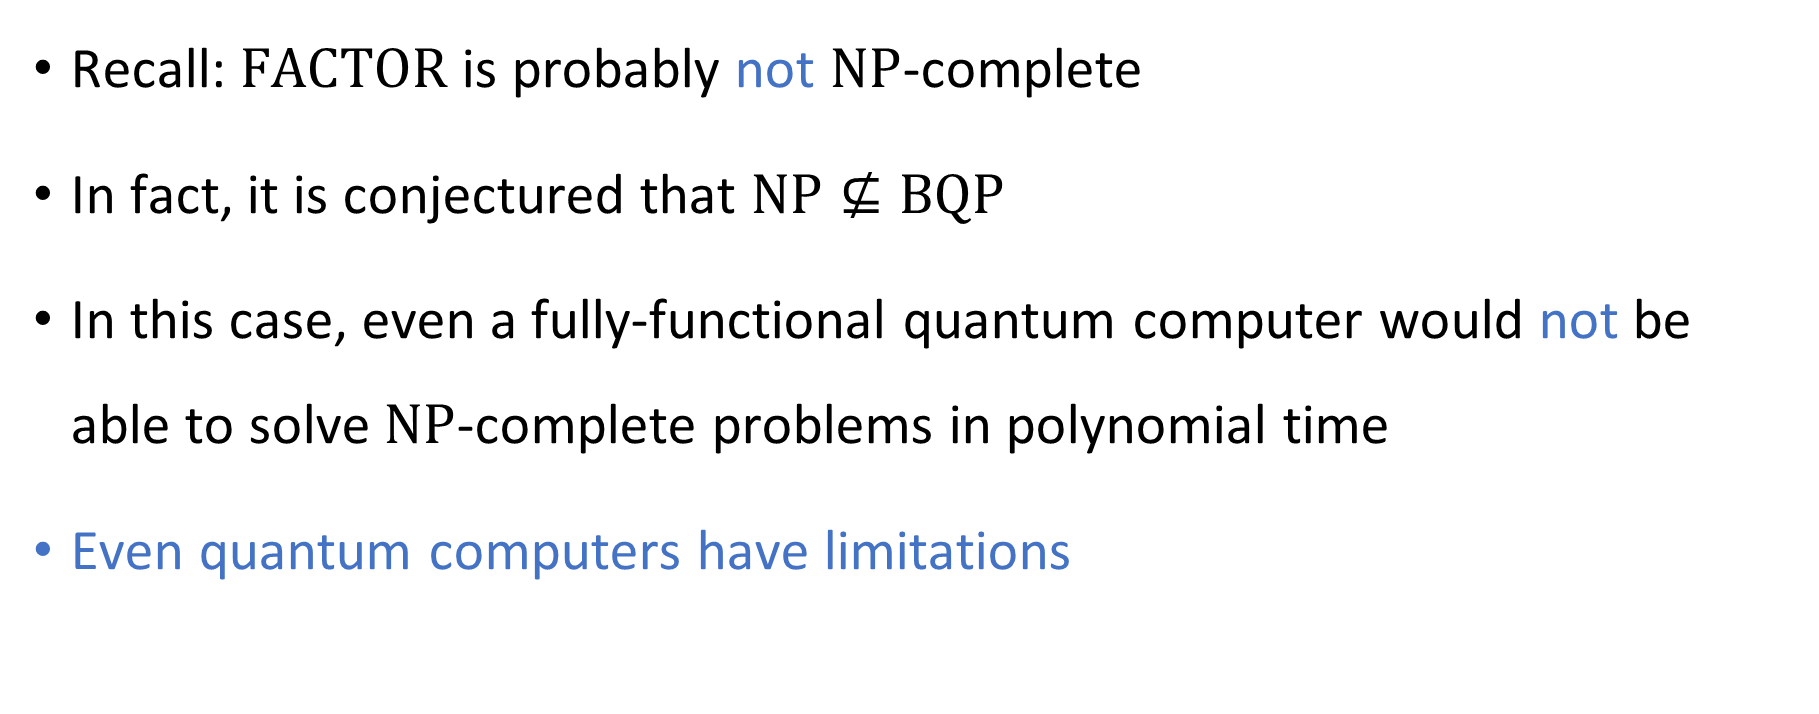 • Recall: FACTOR is probably not NP-complete
• In fact, it is conjectured that NP ⊈ BQP
• In this case, even a fully-functional quantum computer would not be
able to solve NP-complete problems in polynomial time
• Even quantum computers have limitations